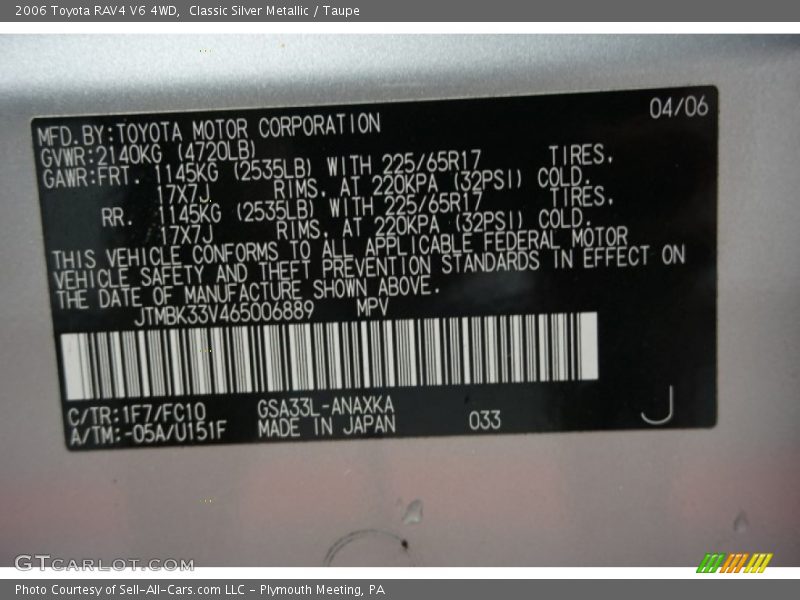 2006 Toyota RAV4 V6 4WD, Classic Silver Metallic / Taupe
04/06
MFD.BY:TOYOTA MOTOR CORPORATION
GVWR:2140KG (4720LB)
GAWR:FRT. 1145KG (2535LB) WITH 225/65R17 TIRES,
17X7J RIMS, AT 220KPA (32PSI) COLD.
RR. 1145KG (2535LB) WITH 225/65R17 TIRES,
17X7J RIMS, AT 220KPA (32PSI) COLD.
THIS VEHICLE CONFORMS TO ALL APPLICABLE FEDERAL MOTOR
VEHICLE SAFETY AND THEFT PREVENTION STANDARDS IN EFFECT ON
THE DATE OF MANUFACTURE SHOWN ABOVE.
JTMBK33V465006889 MPV
C/TR:1F7/FC10 GSA33L-ANAXKA
A/TM:-05A/U151F MADE IN JAPAN 033 J
GTCARLOT.COM
Photo Courtesy of Sell-All-Cars.com LLC - Plymouth Meeting, PA